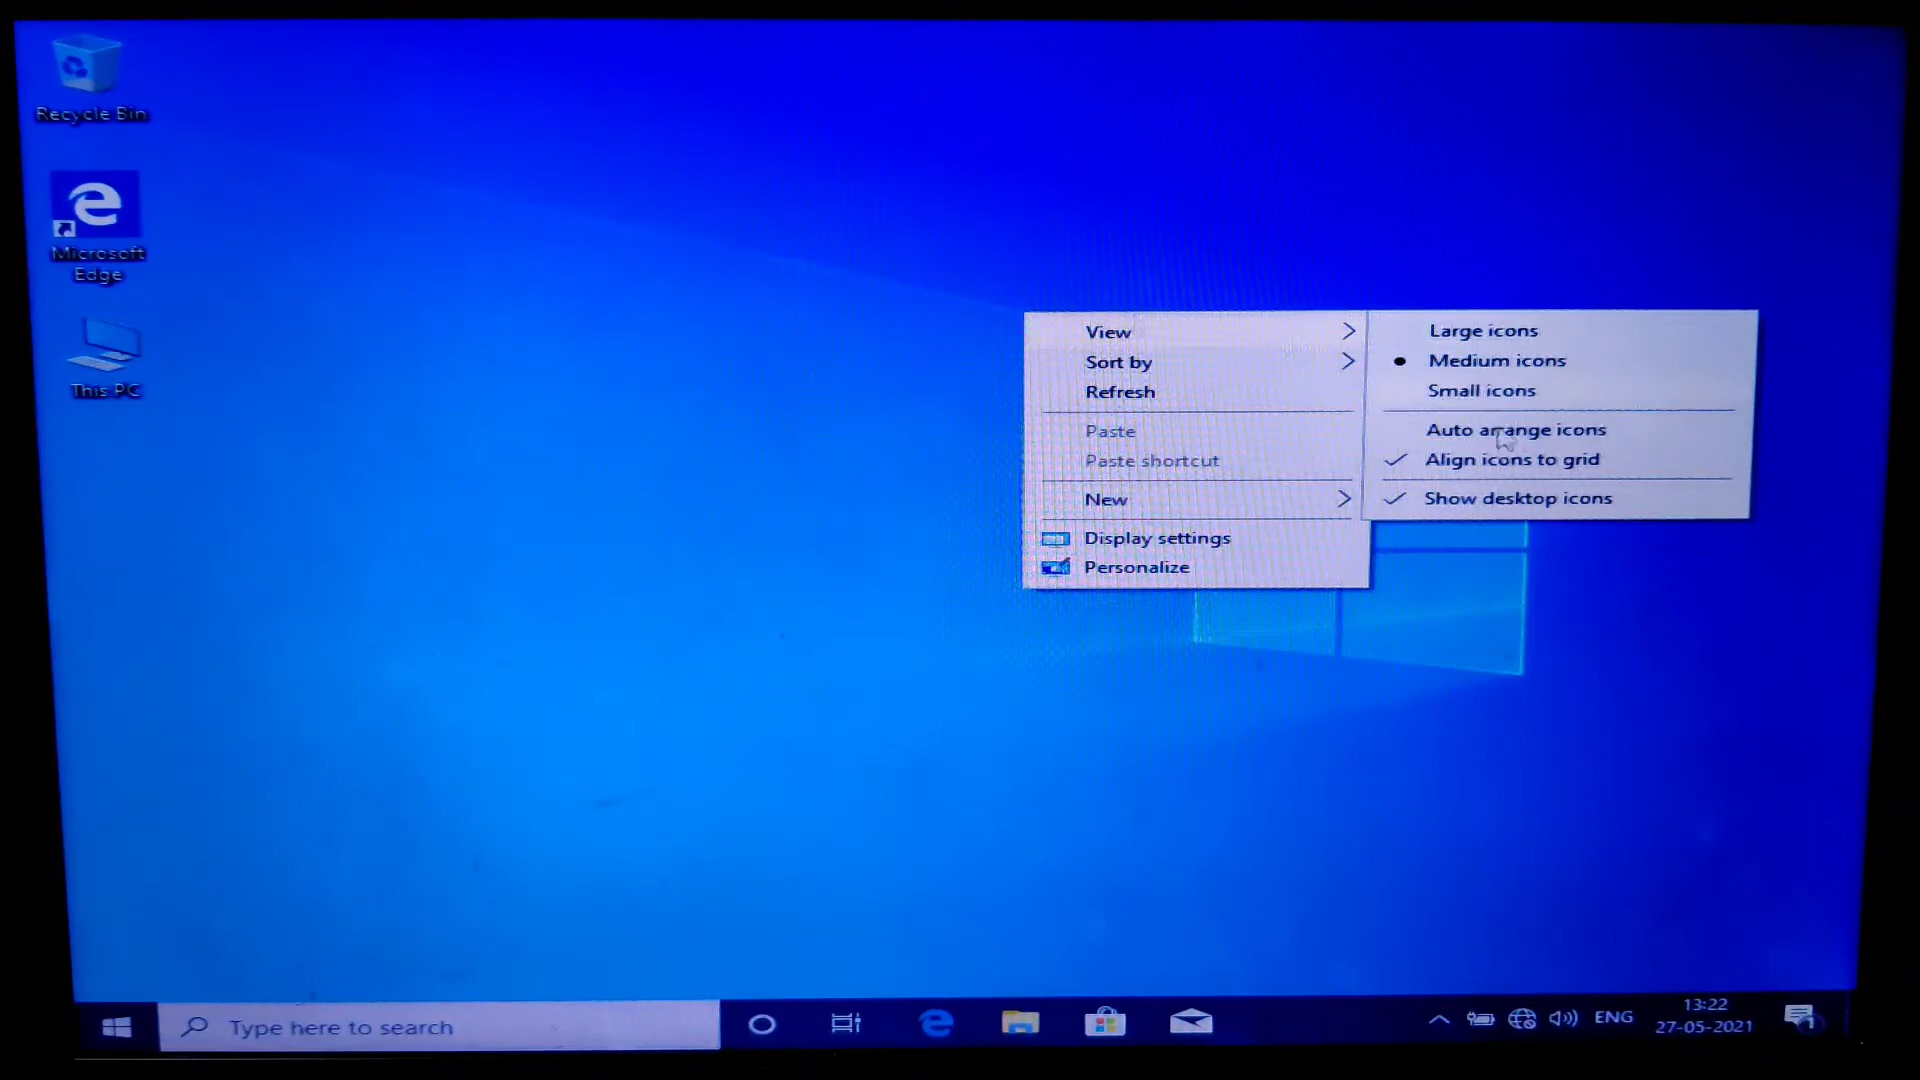 Recycle Bin
Microsoft
Edge
This PC
View
Sort by
Refresh
Paste
Paste shortcut
New
Display settings
Personalize
Large icons
Medium icons
Small icons
Auto arrange icons
Align icons to grid
Show desktop icons
Type here to search
ENG
13:22
27-05-2021
1